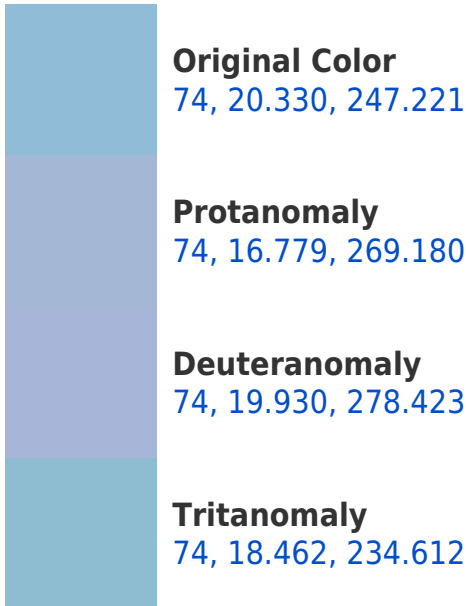 Original Color
74, 20.330, 247.221
Protanomaly
74, 16.779, 269.180
Deuteranomaly
74, 19.930, 278.423
Tritanomaly
74, 18.462, 234.612